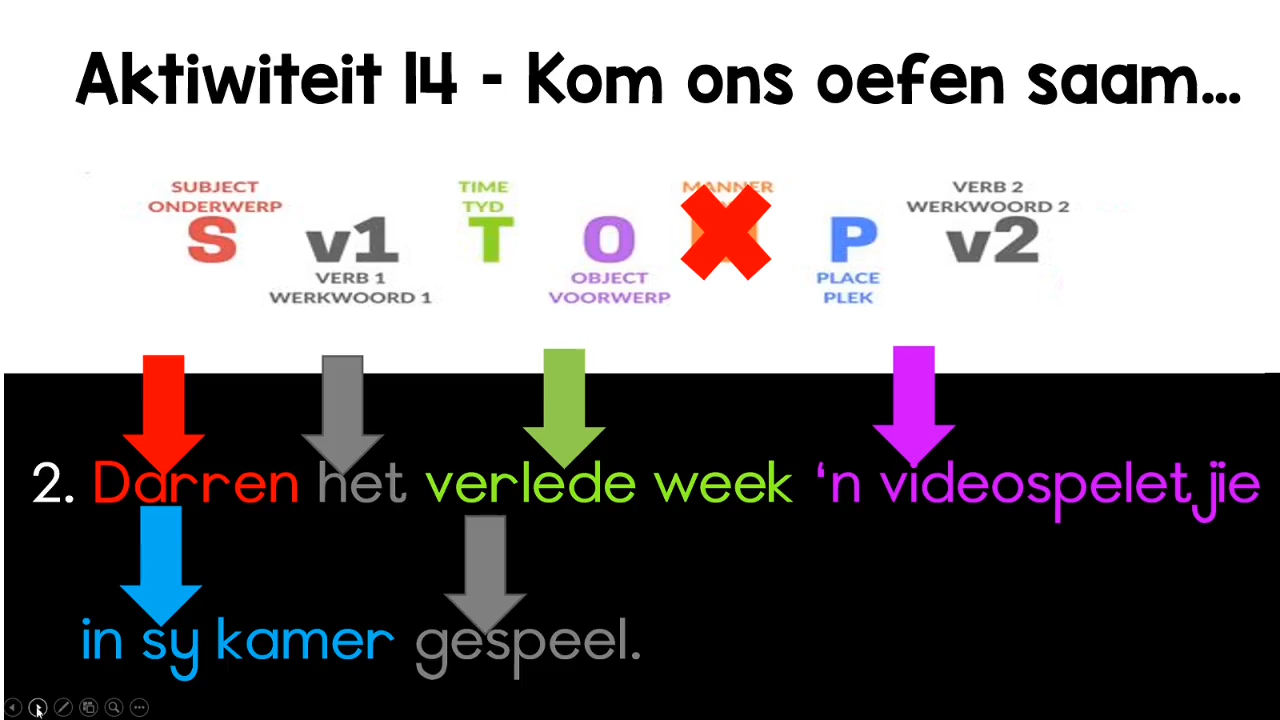 Aktiwiteit 14 - Kom ons oefen saam...
SUBJECT
ONDERWERP
S
v1
VERB 1
WERKWOORD 1
TIME
TYD
T
O
OBJECT
VOORWERP
MANNER
P
PLACE
PLEK
VERB 2
WERKWOORD 2
v2
2. Darren het verlede week ‘n videospeletjie
in sy kamer gespeel.